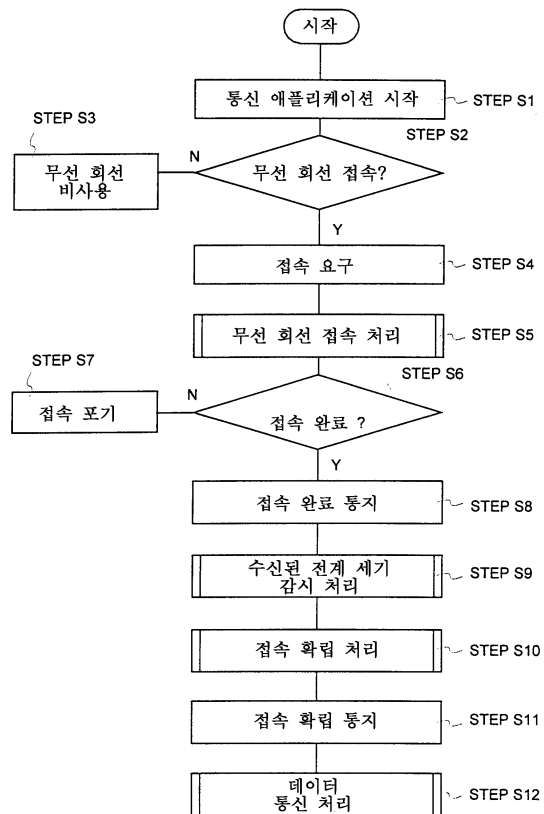 시작
통신 애플리케이션 시작
STEP S1
STEP S2
STEP S3
무선 회선
비사용
N
무선 회선 접속?
Y
접속 요구
STEP S4
무선 회선 접속 처리
STEP S5
STEP S6
STEP S7
접속 포기
N
접속 완료 ?
Y
접속 완료 통지
STEP S8
수신된 전계 세기
감시 처리
STEP S9
접속 확립 처리
STEP S10
접속 확립 통지
STEP S11
데이터
통신 처리
STEP S12